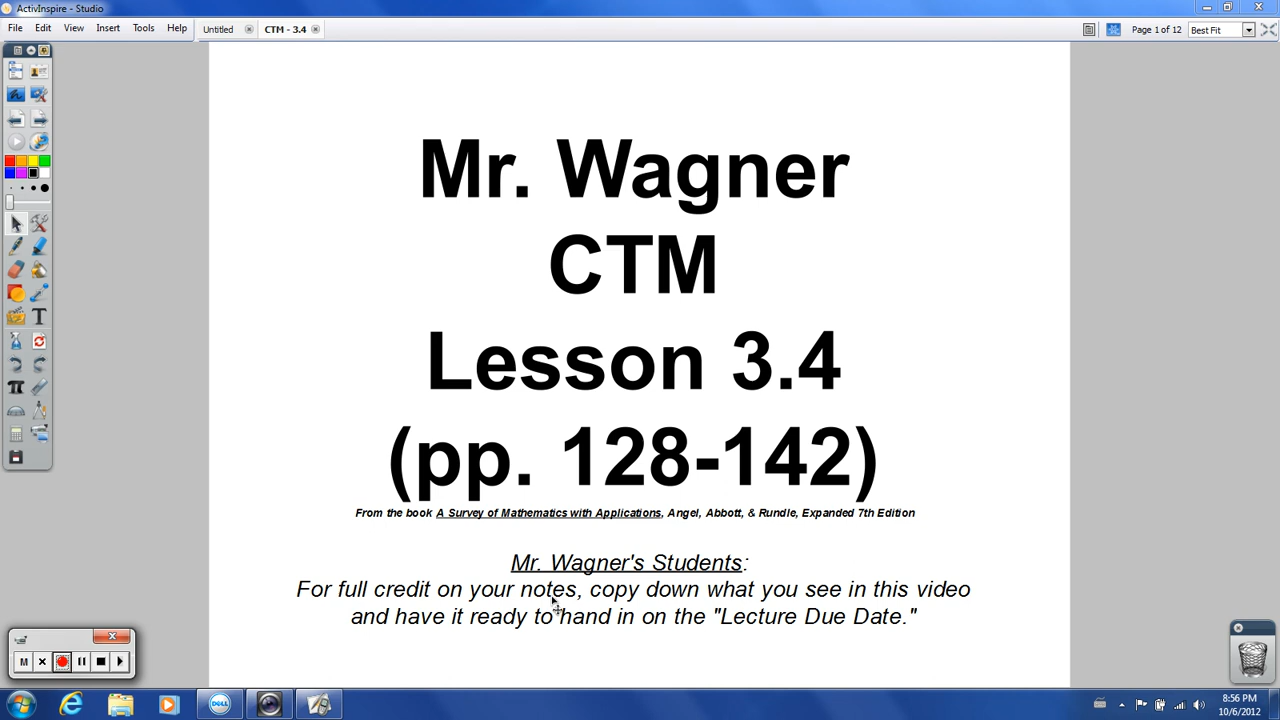 ActivInspire - Studio
File Edit View Insert Tools Help
Untitled
CTM - 3.4
Page 1 of 12
Best Fit
Mr. Wagner
CTM
Lesson 3.4
(pp. 128-142)
From the book A Survey of Mathematics with Applications, Angel, Abbott, & Rundle, Expanded 7th Edition
Mr. Wagner's Students:
For full credit on your notes, copy down what you see in this video
and have it ready to hand in on the "Lecture Due Date."
M
DELL
8:56 PM
10/6/2012